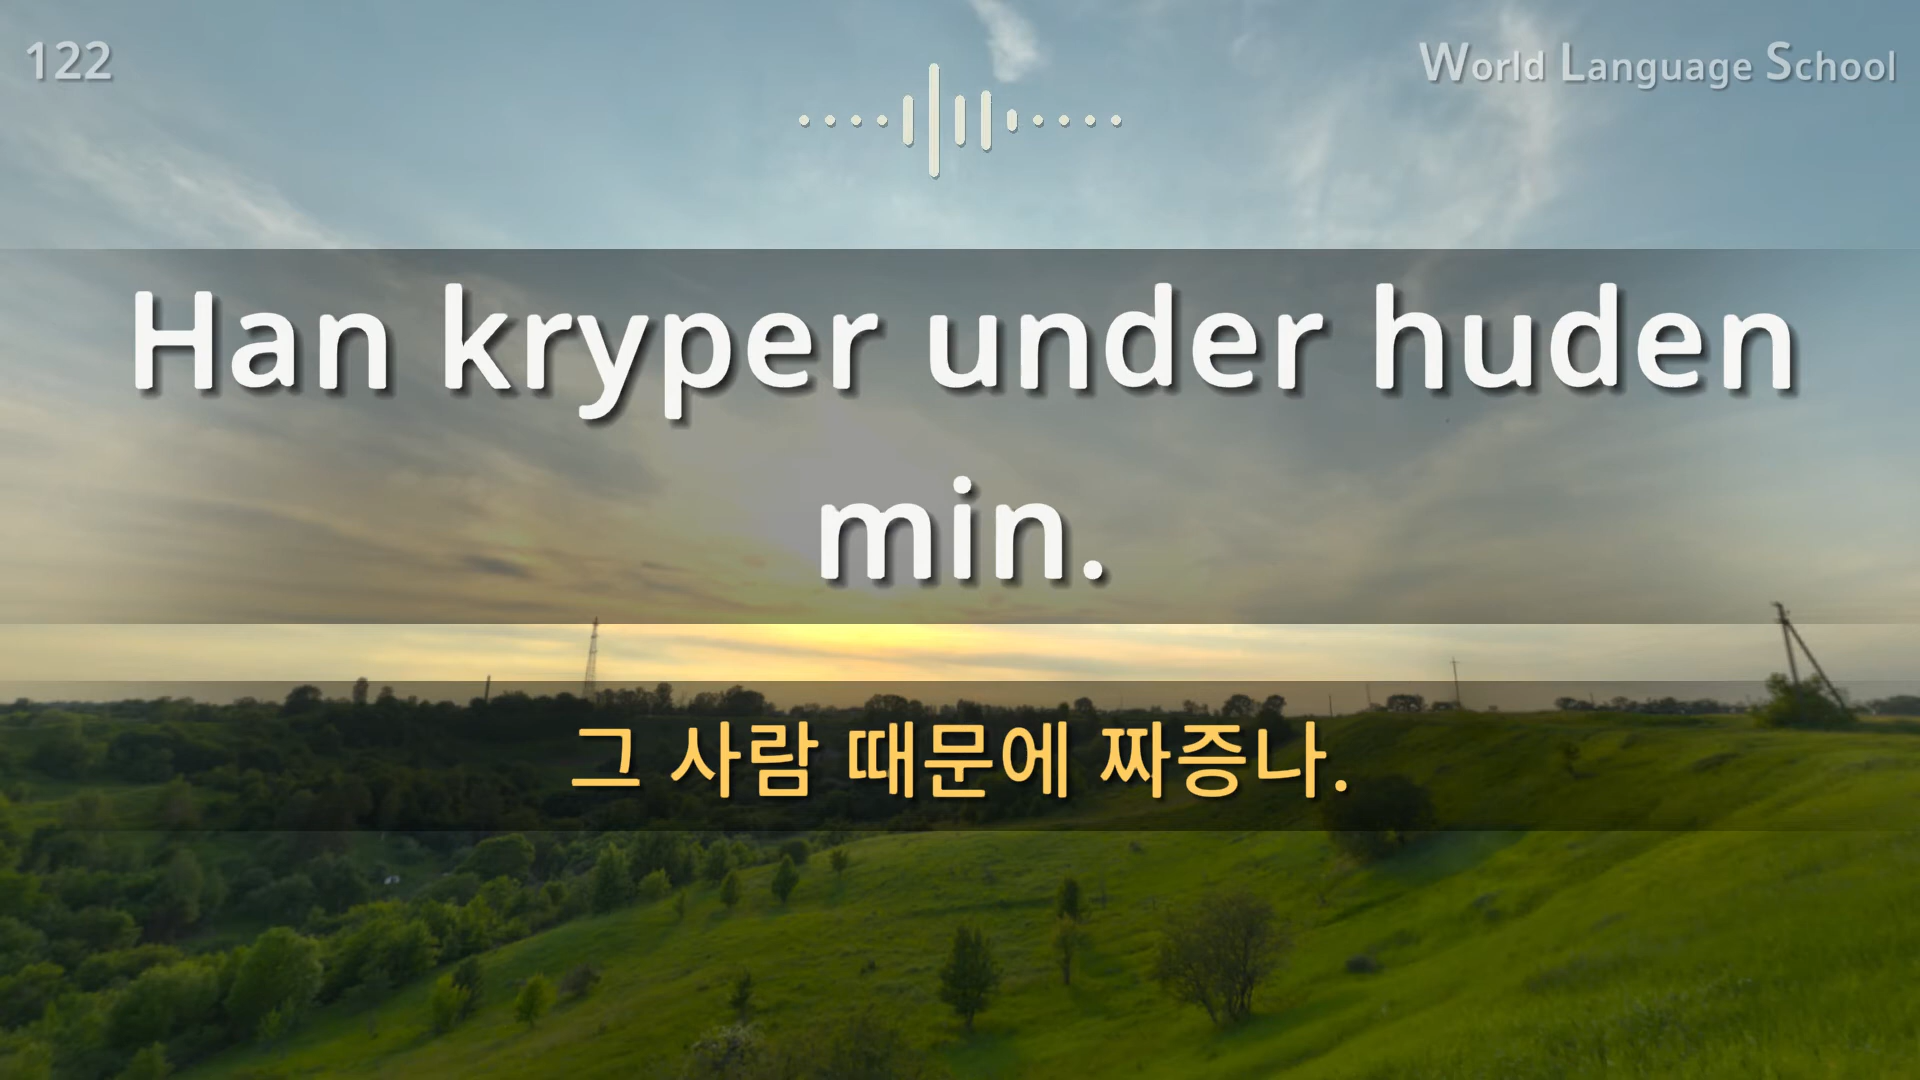 122
World Language School
Han kryper under huden
min.
그 사람 때문에 짜증나.